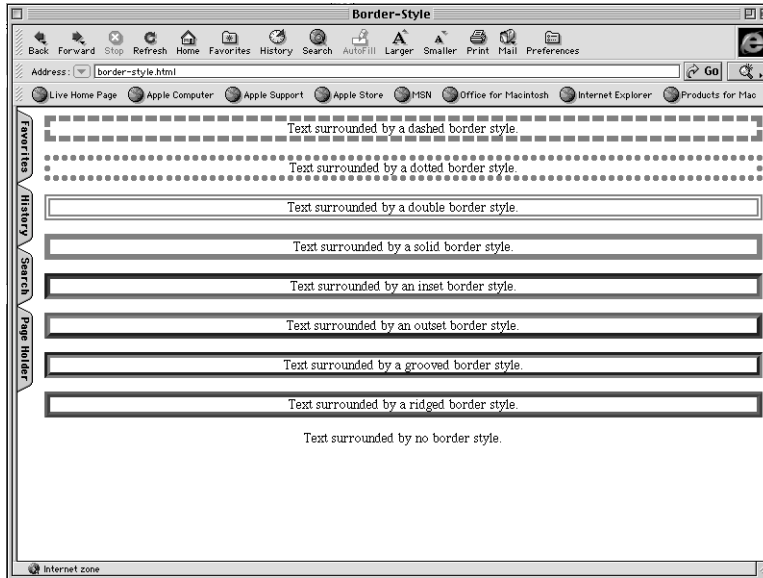 Border-Style
Back Forward Stop Refresh Home Favorites History Search AutoFill Larger Smaller Print Mail Preferences
Address: border-style.html Go
Live Home Page Apple Computer Apple Support Apple Store MSN Office for Macintosh Internet Explorer Products for Mac
Favorites
History
Search
Page Holder
Text surrounded by a dashed border style.
Text surrounded by a dotted border style.
Text surrounded by a double border style.
Text surrounded by a solid border style.
Text surrounded by an inset border style.
Text surrounded by an outset border style.
Text surrounded by a grooved border style.
Text surrounded by a ridged border style.
Text surrounded by no border style.
Internet zone